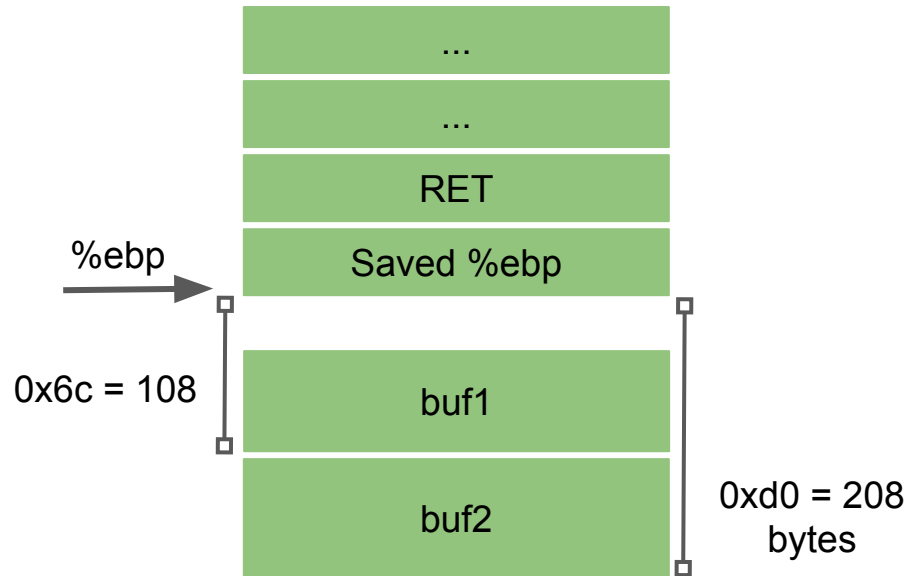 ...
...
RET
%ebp
Saved %ebp
0x6c = 108
buf1
buf2
0xd0 = 208
bytes